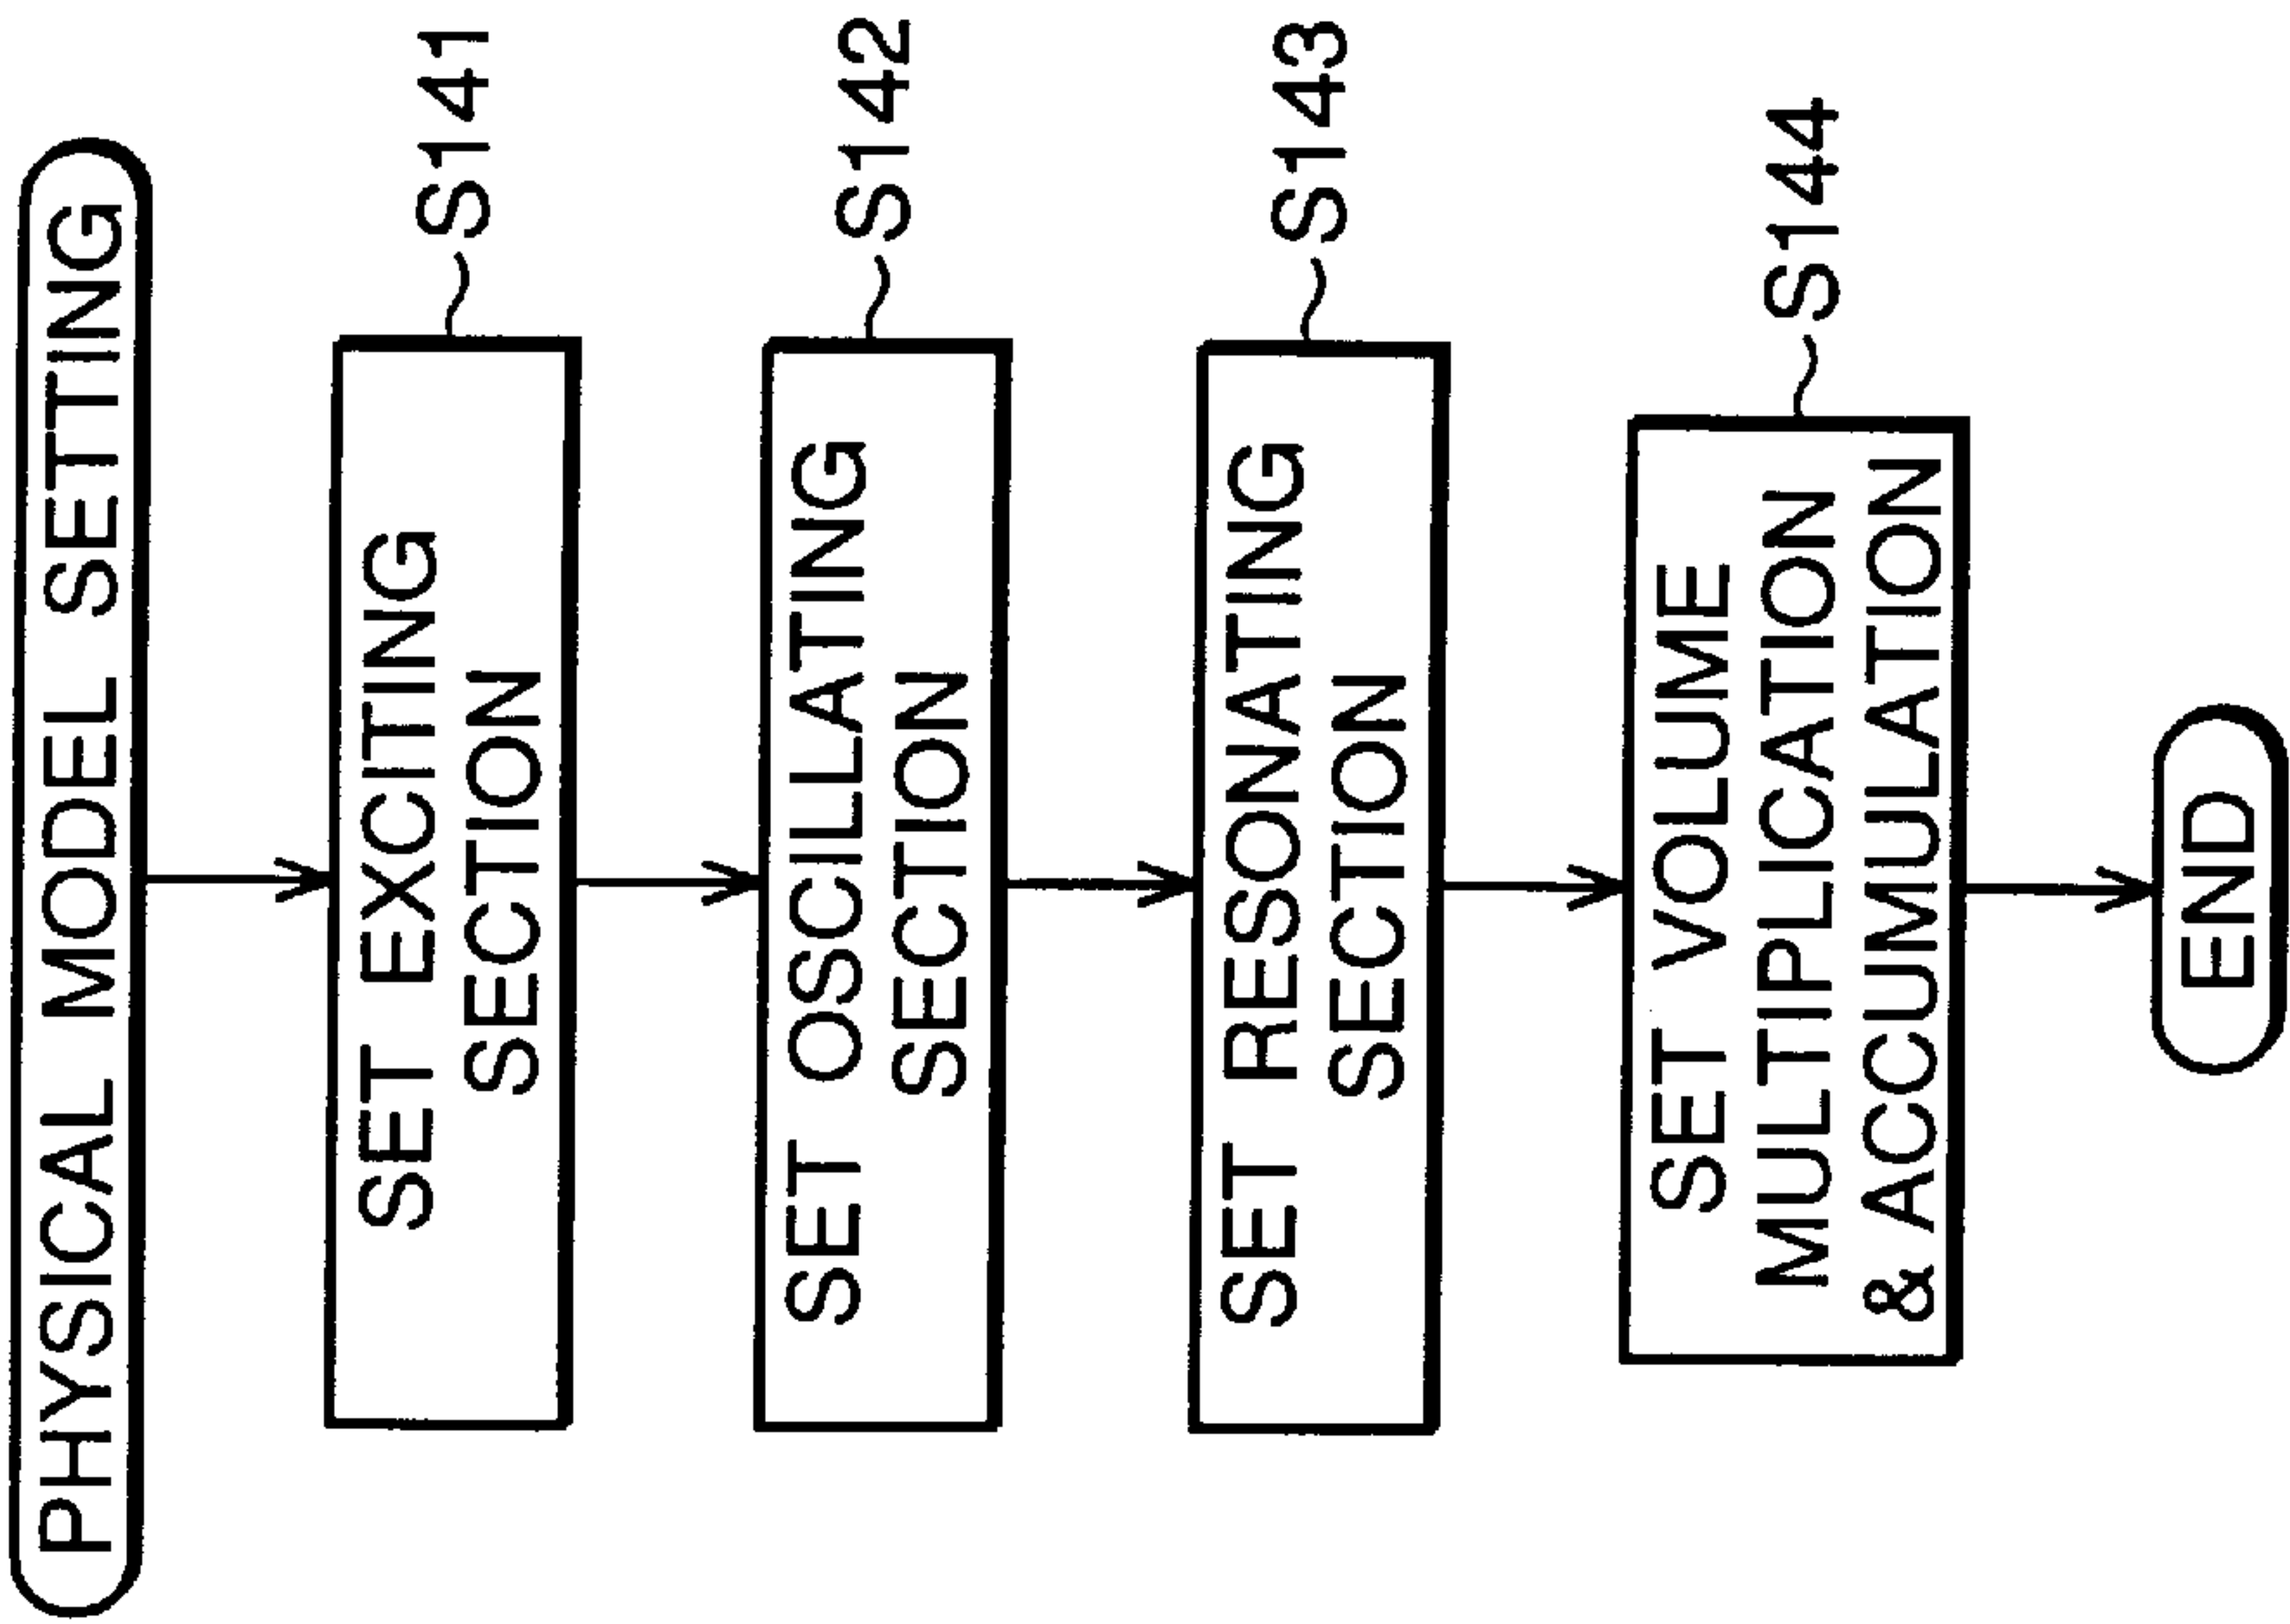 PHYSICAL MODEL SETTING
SET EXCITING
SECTION
S141
SET OSCILLATING
SECTION
S142
SET RESONATING
SECTION
S143
SET VOLUME
MULTIPLICATION
& ACCUMULATION
S144
END